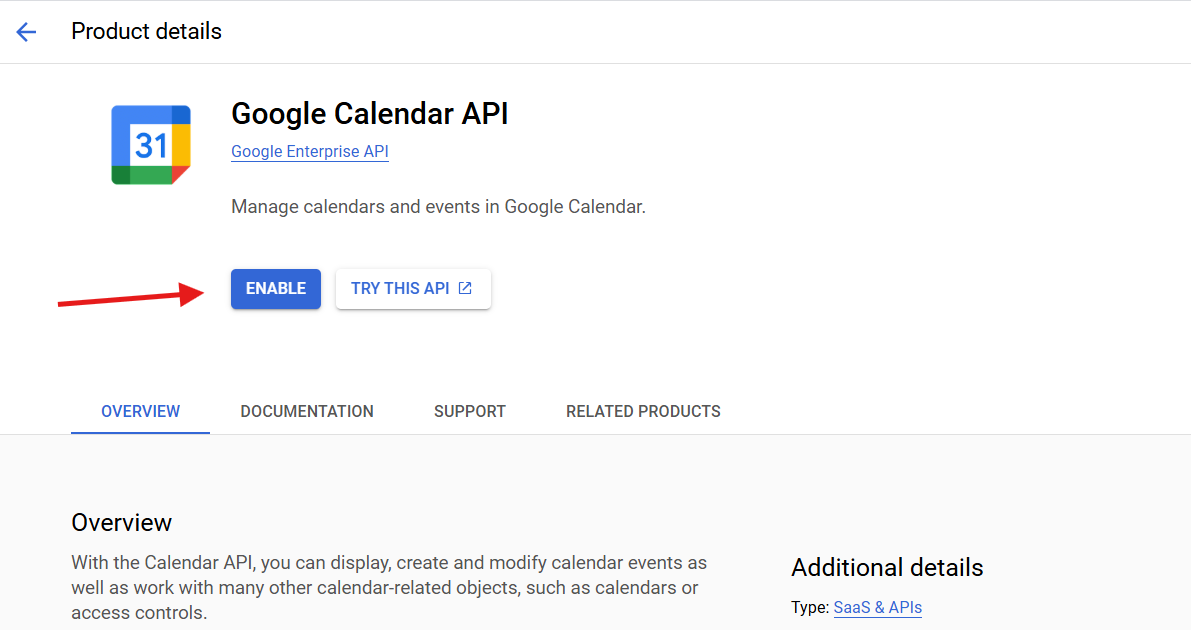 Product details
31
Google Calendar API
Google Enterprise API
Manage calendars and events in Google Calendar.
ENABLE
TRY THIS API
OVERVIEW
DOCUMENTATION
SUPPORT
RELATED PRODUCTS
Overview
With the Calendar API, you can display, create and modify calendar events as
well as work with many other calendar-related objects, such as calendars or
access controls.
Additional details
Type: SaaS & APIs